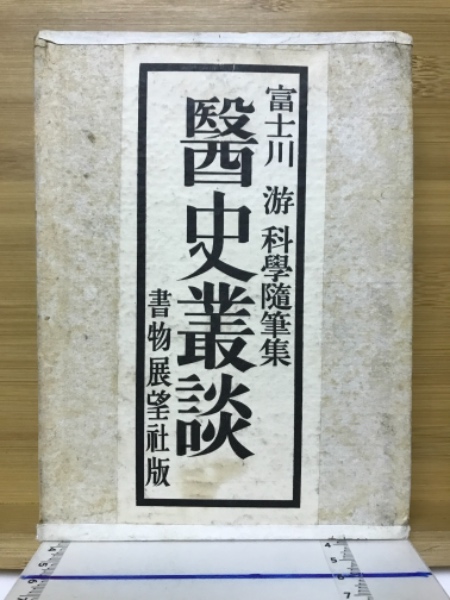 富士川 游 科學隨筆集
醫史叢談
書物展望社版